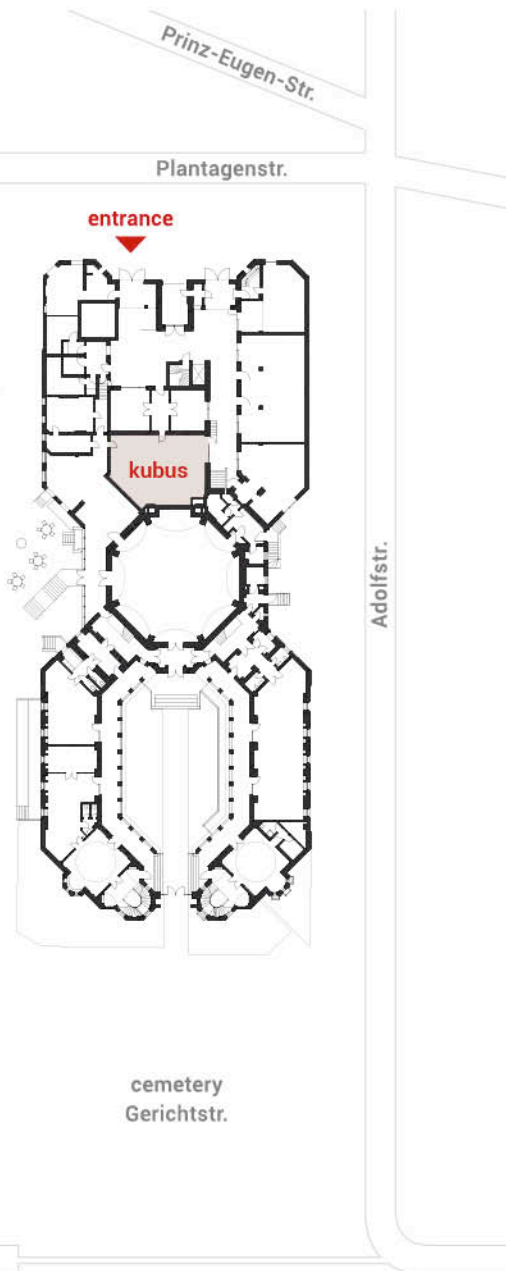 Prinz-Eugen-Str.
Plantagenstr.
entrance
kubus
Adolfstr.
cemetery
Gerichtstr.